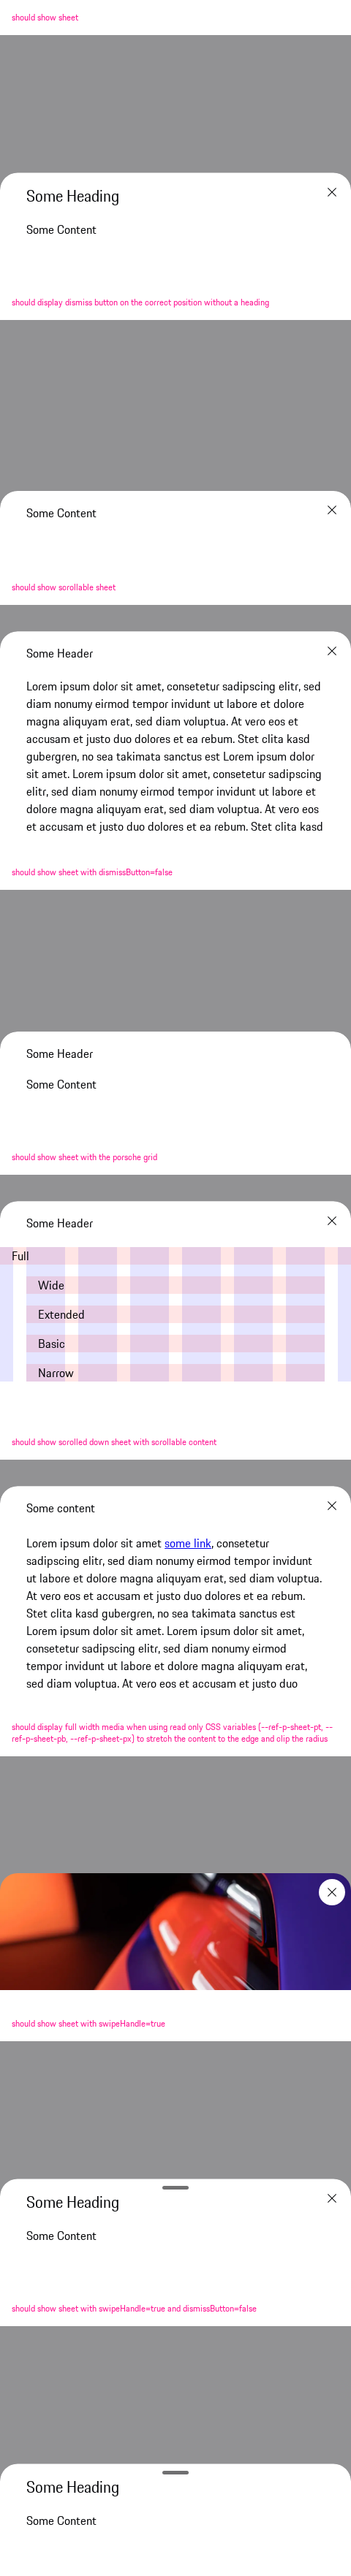 should show sheet
Some Heading
Some Content
should display dismiss button on the correct position without a heading
Some Content
should show scrollable sheet
Some Header
Lorem ipsum dolor sit amet, consetetur sadipscing elitr, sed
diam nonumy eirmod tempor invidunt ut labore et dolore
magna aliquyam erat, sed diam voluptua. At vero eos et
accusam et justo duo dolores et ea rebum. Stet clita kasd
gubergren, no sea takimata sanctus est Lorem ipsum dolor
sit amet. Lorem ipsum dolor sit amet, consetetur sadipscing
elitr, sed diam nonumy eirmod tempor invidunt ut labore et
dolore magna aliquyam erat, sed diam voluptua. At vero eos
et accusam et justo duo dolores et ea rebum. Stet clita kasd
should show sheet with dismissButton=false
Some Header
Some Content
should show sheet with the porsche grid
Some Header
Full
Wide
Extended
Basic
Narrow
should show scrolled down sheet with scrollable content
Some content
Lorem ipsum dolor sit amet some link, consetetur
sadipscing elitr, sed diam nonumy eirmod tempor invidunt
ut labore et dolore magna aliquyam erat, sed diam voluptua.
At vero eos et accusam et justo duo dolores et ea rebum.
Stet clita kasd gubergren, no sea takimata sanctus est
Lorem ipsum dolor sit amet. Lorem ipsum dolor sit amet,
consetetur sadipscing elitr, sed diam nonumy eirmod
tempor invidunt ut labore et dolore magna aliquyam erat,
sed diam voluptua. At vero eos et accusam et justo duo
should display full width media when using read only CSS variables (--ref-p-sheet-pt, --
ref-p-sheet-pb, --ref-p-sheet-px) to stretch the content to the edge and clip the radius
should show sheet with swipeHandle=true
Some Heading
Some Content
should show sheet with swipeHandle=true and dismissButton=false
Some Heading
Some Content